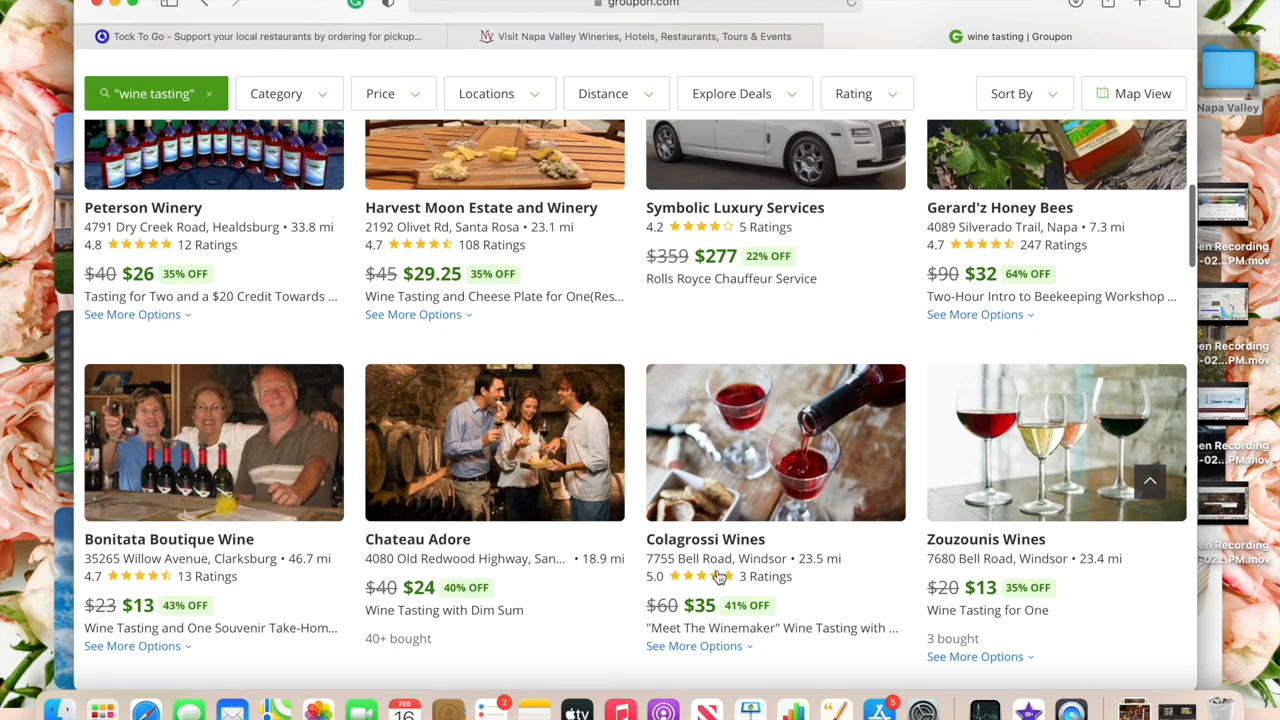 groupon.com
Tock To Go - Support your local restaurants by ordering for pickup...
Visit Napa Valley Wineries, Hotels, Restaurants, Tours & Events
wine tasting | Groupon
"wine tasting" ×
Category
Price
Locations
Distance
Explore Deals
Rating
Sort By
Map View
Napa Valley
Peterson Winery
4791 Dry Creek Road, Healdsburg • 33.8 mi
4.8 12 Ratings
$40 $26 35% OFF
Tasting for Two and a $20 Credit Towards ...
See More Options
Harvest Moon Estate And Winery
2192 Olivet Rd, Santa Rosa • 23.1 mi
4.7 108 Ratings
$45 $29.25 35% OFF
Wine Tasting and Cheese Plate for One(Res...
See More Options
Symbolic Luxury Services
4.2 5 Ratings
$359 $277 22% OFF
Rolls Royce Chauffeur Service
Gerard'z Honey Bees
4089 Silverado Trail, Napa • 7.3 mi
4.7 247 Ratings
$90 $32 64% OFF
Two-Hour Intro to Beekeeping Workshop ...
See More Options
Bonitata Boutique Wine
35265 Willow Avenue, Clarksburg • 46.7 mi
4.7 13 Ratings
$23 $13 43% OFF
Wine Tasting and One Souvenir Take-Hom...
See More Options
Chateau Adore
4080 Old Redwood Highway, San... • 18.9 mi
$40 $24 40% OFF
Wine Tasting with Dim Sum
40+ bought
Colagrossi Wines
7755 Bell Road, Windsor • 23.5 mi
5.0 3 Ratings
$60 $35 41% OFF
"Meet The Winemaker" Wine Tasting with ...
See More Options
Zouzounis Wines
7680 Bell Road, Windsor • 23.4 mi
$20 $13 35% OFF
Wine Tasting for One
3 bought
See More Options
en Recording
-02...PM.mov
en Recording
-02...PM.mov
en Recording
-02...PM.mov
en Recording
-02...PM.mov
FEB
16
2
tv
5